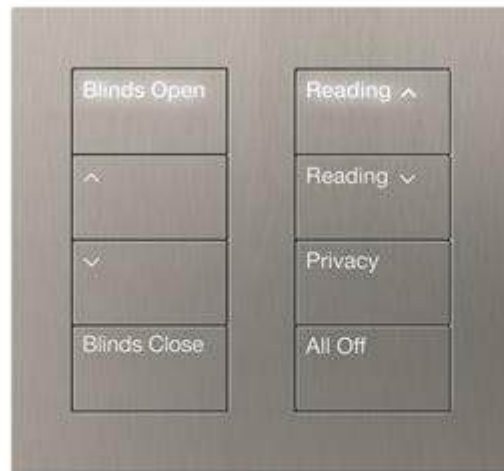 Blinds Open
^
v
Blinds Close
Reading ^
Reading v
Privacy
All Off